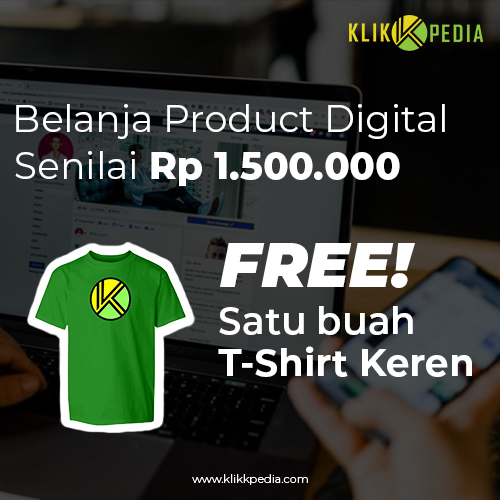 KLIKKPEDIA
Belanja Product Digital
Senilai Rp 1.500.000
FREE!
Satu buah
T-Shirt Keren
www.klikkpedia.com